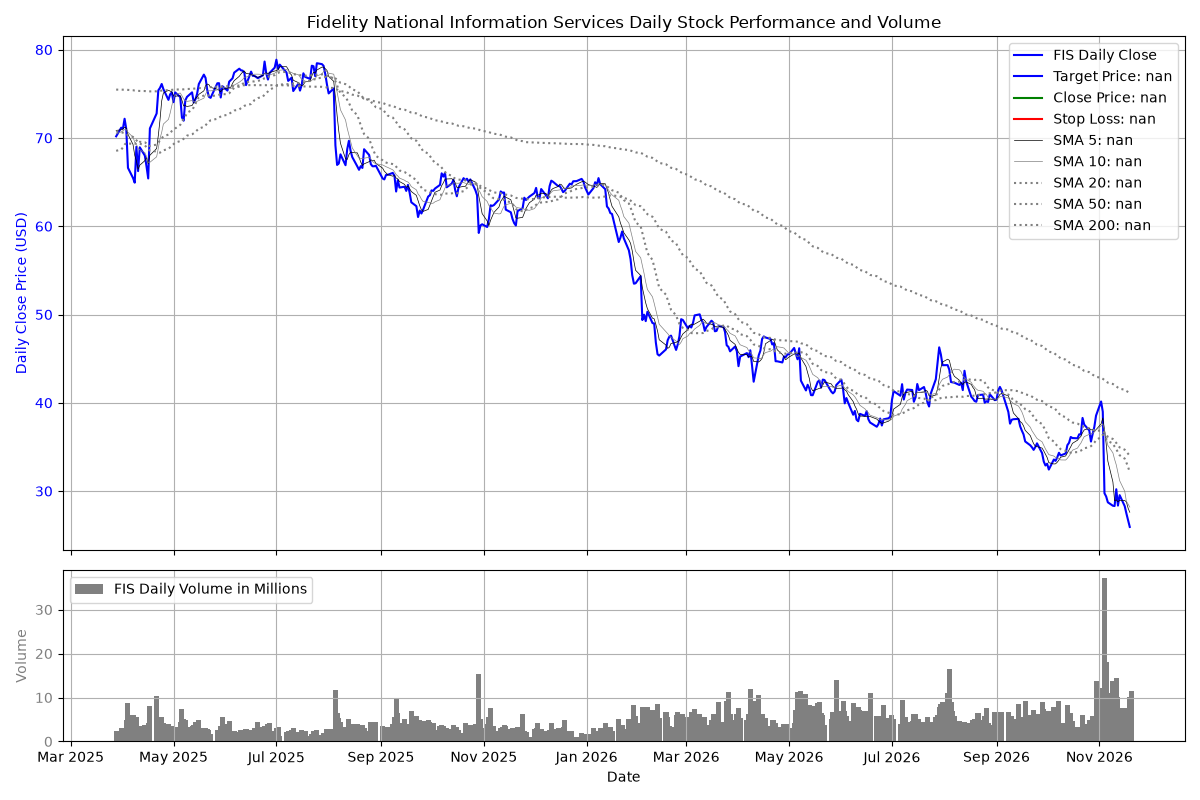 Fidelity National Information Services Daily Stock Performance and Volume
80
70
60
50
40
30
Daily Close Price (USD)
FIS Daily Close
Target Price: nan
Close Price: nan
Stop Loss: nan
SMA 5: nan
SMA 10: nan
SMA 20: nan
SMA 50: nan
SMA 200: nan
FIS Daily Volume in Millions
30
20
10
0
Volume
Mar 2025
May 2025
Jul 2025
Sep 2025
Nov 2025
Jan 2026
Mar 2026
May 2026
Jul 2026
Sep 2026
Nov 2026
Date